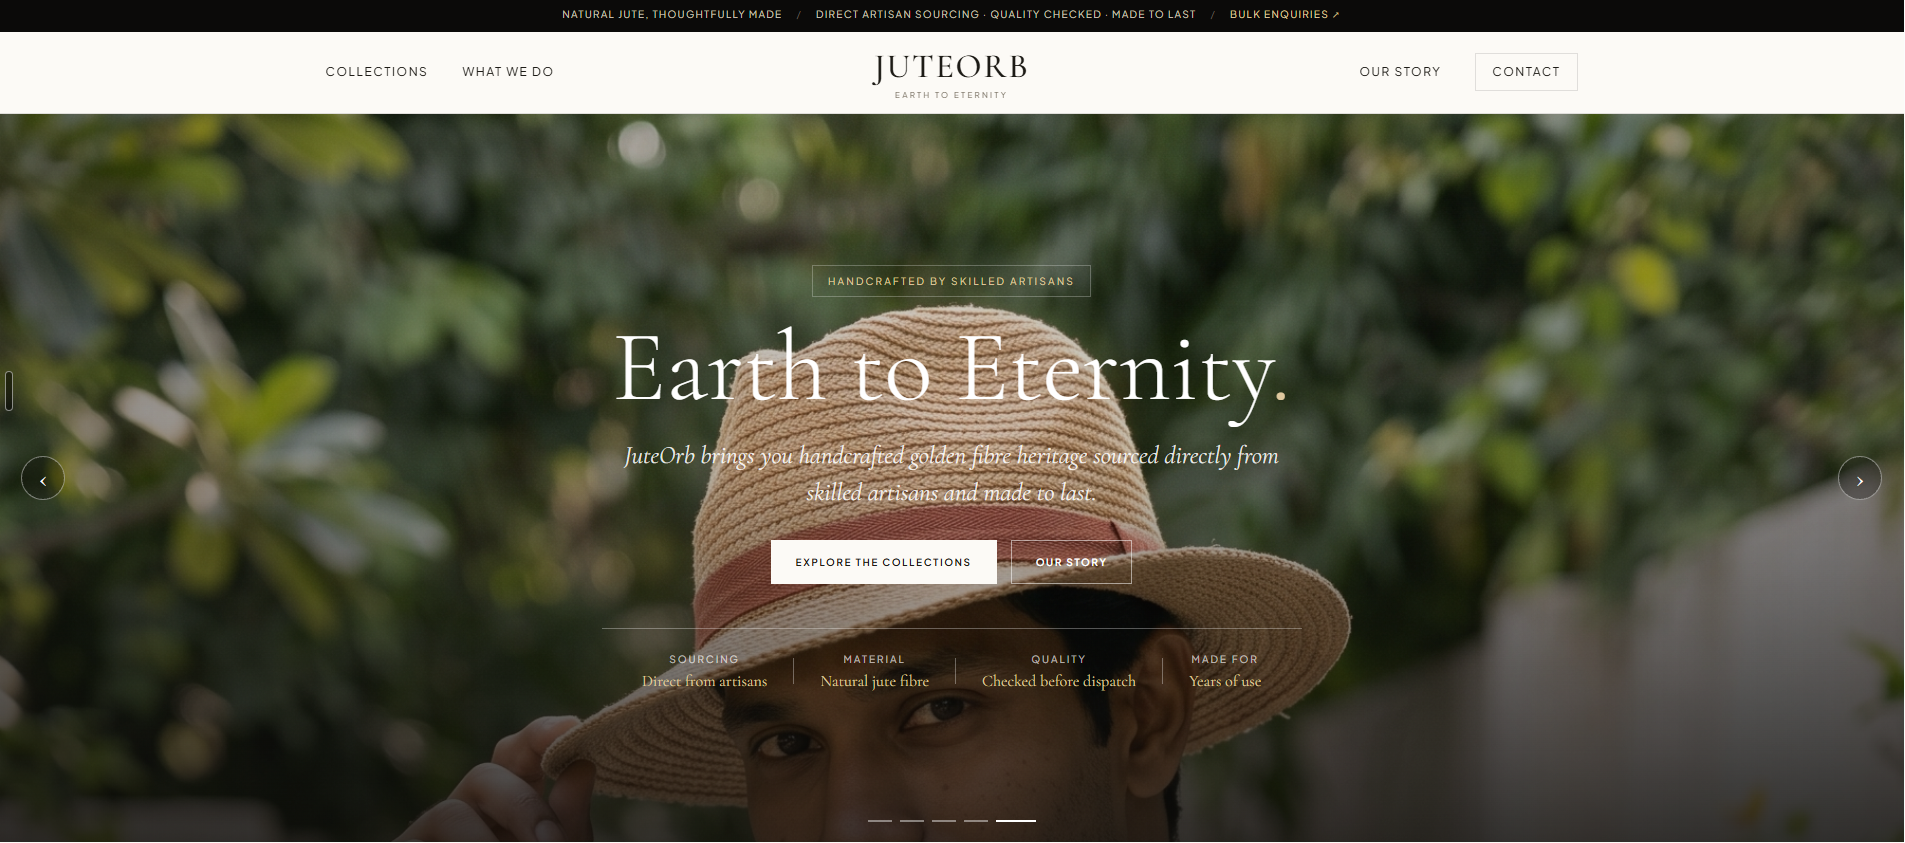 NATURAL JUTE, THOUGHTFULLY MADE / DIRECT ARTISAN SOURCING · QUALITY CHECKED · MADE TO LAST / BULK ENQUIRIES ↗
COLLECTIONS WHAT WE DO JUTEORB OUR STORY CONTACT
EARTH TO ETERNITY
HANDCRAFTED BY SKILLED ARTISANS
Earth to Eternity.
JuteOrb brings you handcrafted golden fibre heritage sourced directly from
skilled artisans and made to last.
EXPLORE THE COLLECTIONS OUR STORY
SOURCING MATERIAL QUALITY MADE FOR
Direct from artisans Natural jute fibre Checked before dispatch Years of use